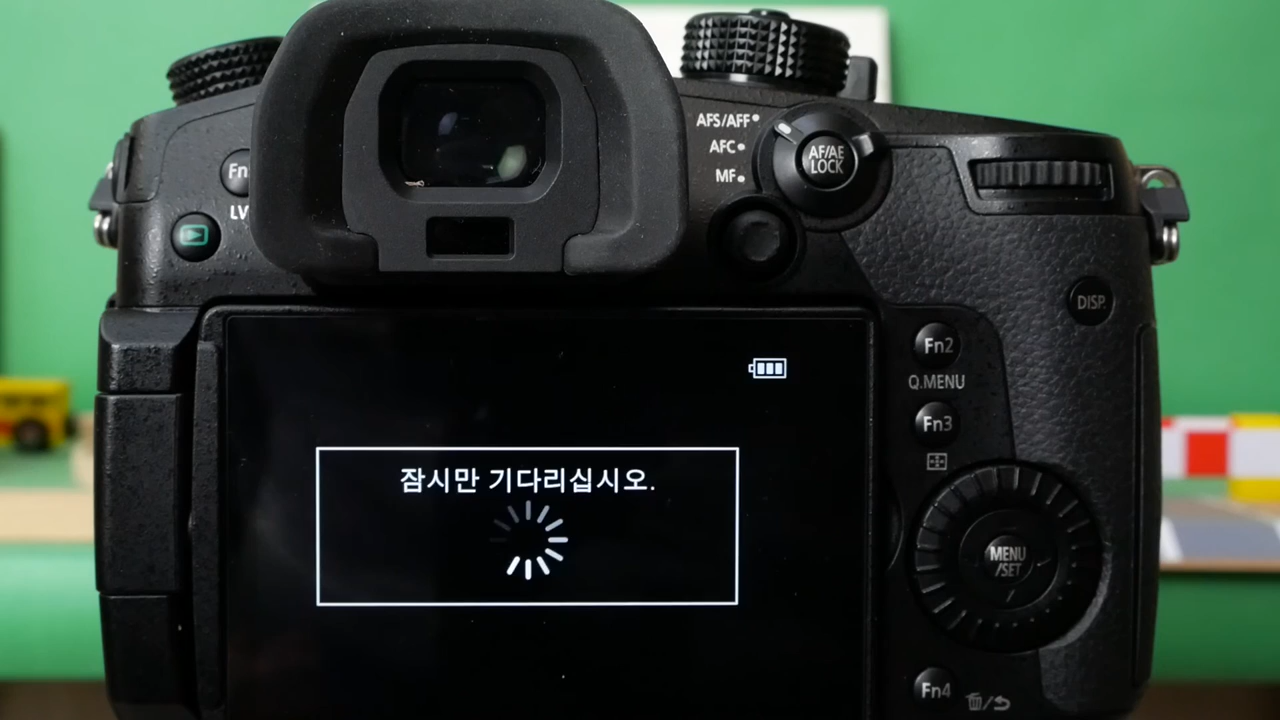 AFS/AFF
AFC
MF
AF/AE
LOCK
Fn
LV
DISP.
Fn2
Q.MENU
Fn3
잠시만 기다리십시오.
MENU
/SET
Fn4